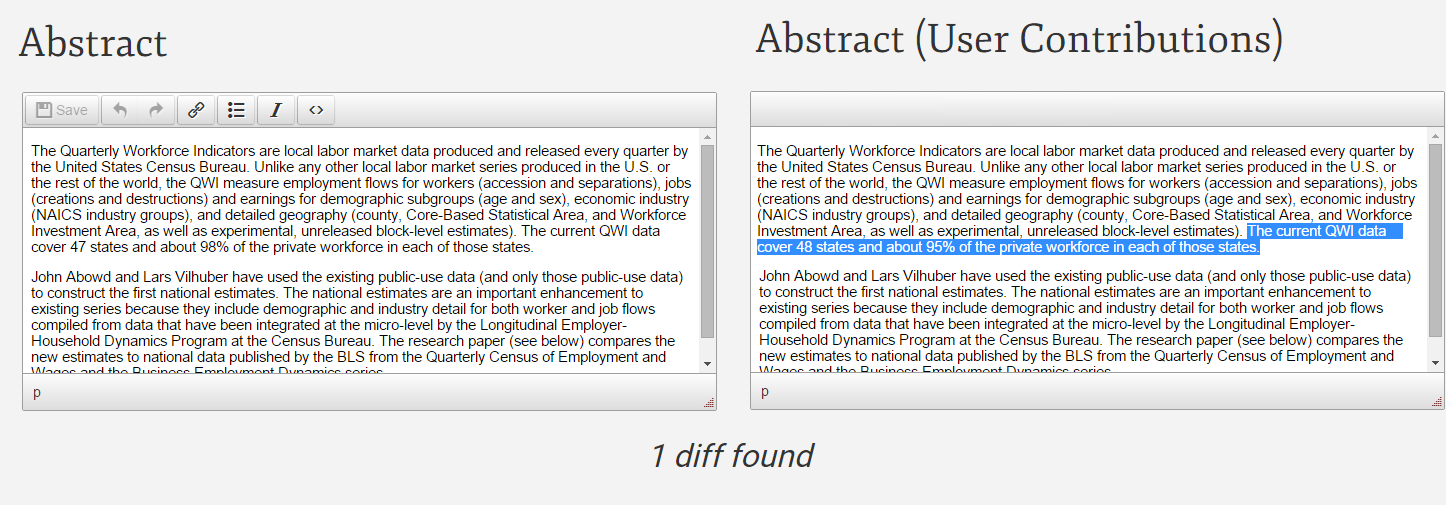 Abstract
Save
The Quarterly Workforce Indicators are local labor market data produced and released every quarter by
the United States Census Bureau. Unlike any other local labor market series produced in the U.S. or
the rest of the world, the QWI measure employment flows for workers (accession and separations), jobs
(creations and destructions) and earnings for demographic subgroups (age and sex), economic industry
(NAICS industry groups), and detailed geography (county, Core-Based Statistical Area, and Workforce
Investment Area, as well as experimental, unreleased block-level estimates). The current QWI data
cover 47 states and about 98% of the private workforce in each of those states.
John Abowd and Lars Vilhuber have used the existing public-use data (and only those public-use data)
to construct the first national estimates. The national estimates are an important enhancement to
existing series because they include demographic and industry detail for both worker and job flows
compiled from data that have been integrated at the micro-level by the Longitudinal Employer-
Household Dynamics Program at the Census Bureau. The research paper (see below) compares the
new estimates to national data published by the BLS from the Quarterly Census of Employment and
Wages and the Business Employment Dynamics series.
p
Abstract (User Contributions)
The Quarterly Workforce Indicators are local labor market data produced and released every quarter by
the United States Census Bureau. Unlike any other local labor market series produced in the U.S. or
the rest of the world, the QWI measure employment flows for workers (accession and separations), jobs
(creations and destructions) and earnings for demographic subgroups (age and sex), economic industry
(NAICS industry groups), and detailed geography (county, Core-Based Statistical Area, and Workforce
Investment Area, as well as experimental, unreleased block-level estimates). The current QWI data
cover 48 states and about 95% of the private workforce in each of those states.
John Abowd and Lars Vilhuber have used the existing public-use data (and only those public-use data)
to construct the first national estimates. The national estimates are an important enhancement to
existing series because they include demographic and industry detail for both worker and job flows
compiled from data that have been integrated at the micro-level by the Longitudinal Employer-
Household Dynamics Program at the Census Bureau. The research paper (see below) compares the
new estimates to national data published by the BLS from the Quarterly Census of Employment and
Wages and the Business Employment Dynamics series.
p
1 diff found